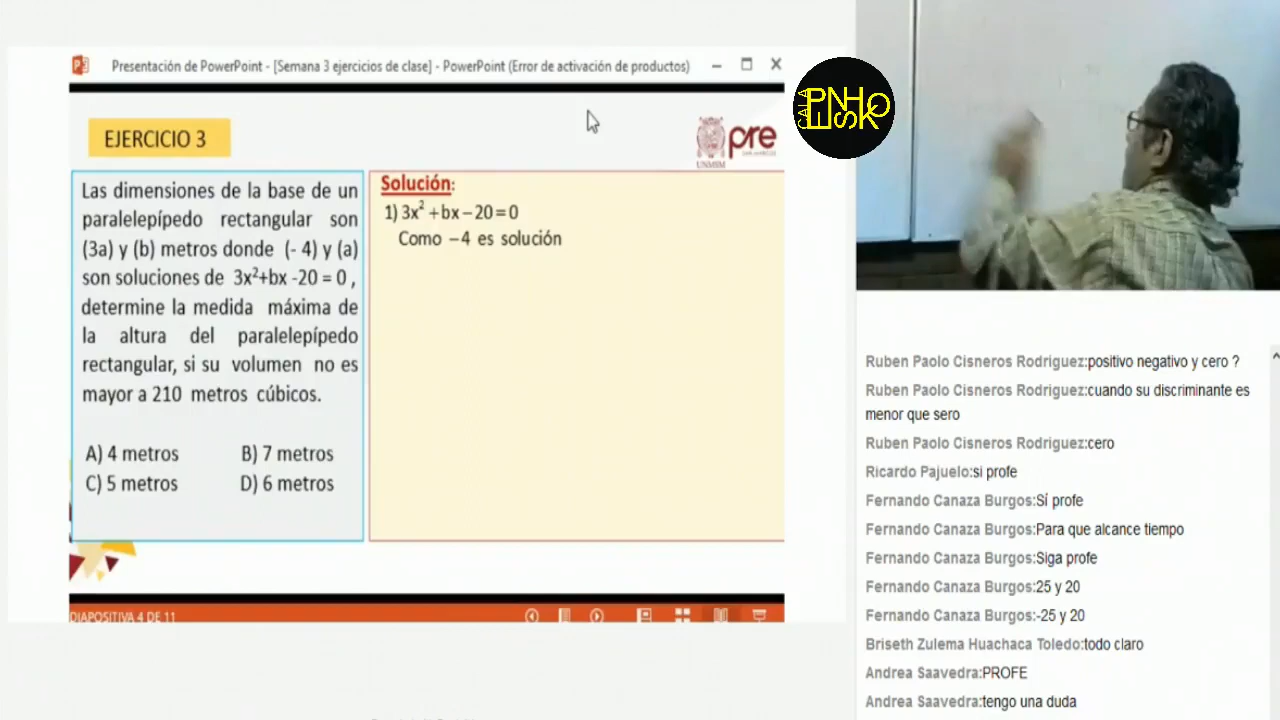 Presentación de PowerPoint - [Semana 3 ejercicios de clase] - PowerPoint (Error de activación de productos)
EJERCICIO 3
UNMSM
pre
Las dimensiones de la base de un
paralelepípedo rectangular son
(3a) y (b) metros donde (- 4) y (a)
son soluciones de 3x²+bx -20 = 0 ,
determine la medida máxima de
la altura del paralelepípedo
rectangular, si su volumen no es
mayor a 210 metros cúbicos.
A) 4 metros B) 7 metros
C) 5 metros D) 6 metros
Solución:
1) 3x² + bx − 20 = 0
Como −4 es solución
DIAPOSITIVA 4 DE 11
Ruben Paolo Cisneros Rodriguez:positivo negativo y cero ?
Ruben Paolo Cisneros Rodriguez:cuando su discriminante es
menor que sero
Ruben Paolo Cisneros Rodriguez:cero
Ricardo Pajuelo:si profe
Fernando Canaza Burgos:Sí profe
Fernando Canaza Burgos:Para que alcance tiempo
Fernando Canaza Burgos:Siga profe
Fernando Canaza Burgos:25 y 20
Fernando Canaza Burgos:-25 y 20
Briseth Zulema Huachaca Toledo:todo claro
Andrea Saavedra:PROFE
Andrea Saavedra:tengo una duda